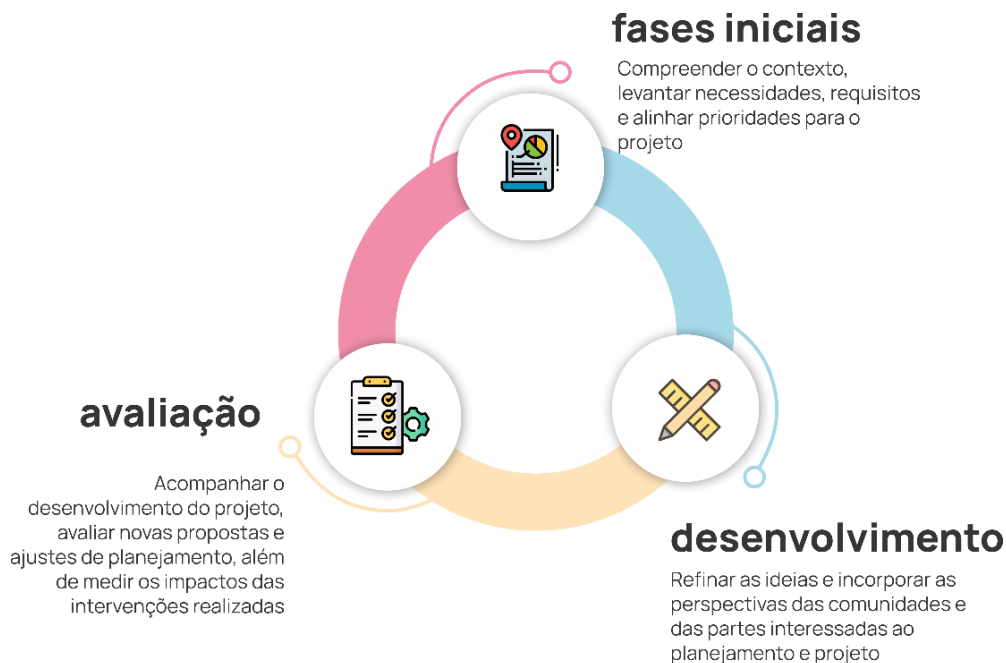 fases iniciais
Compreender o contexto,
levantar necessidades, requisitos
e alinhar prioridades para o
projeto
avaliação
Acompanhar o
desenvolvimento do projeto,
avaliar novas propostas e
ajustes de planejamento, além
de medir os impactos das
intervenções realizadas
desenvolvimento
Refinar as ideias e incorporar as
perspectivas das comunidades e
das partes interessadas ao
planejamento e projeto